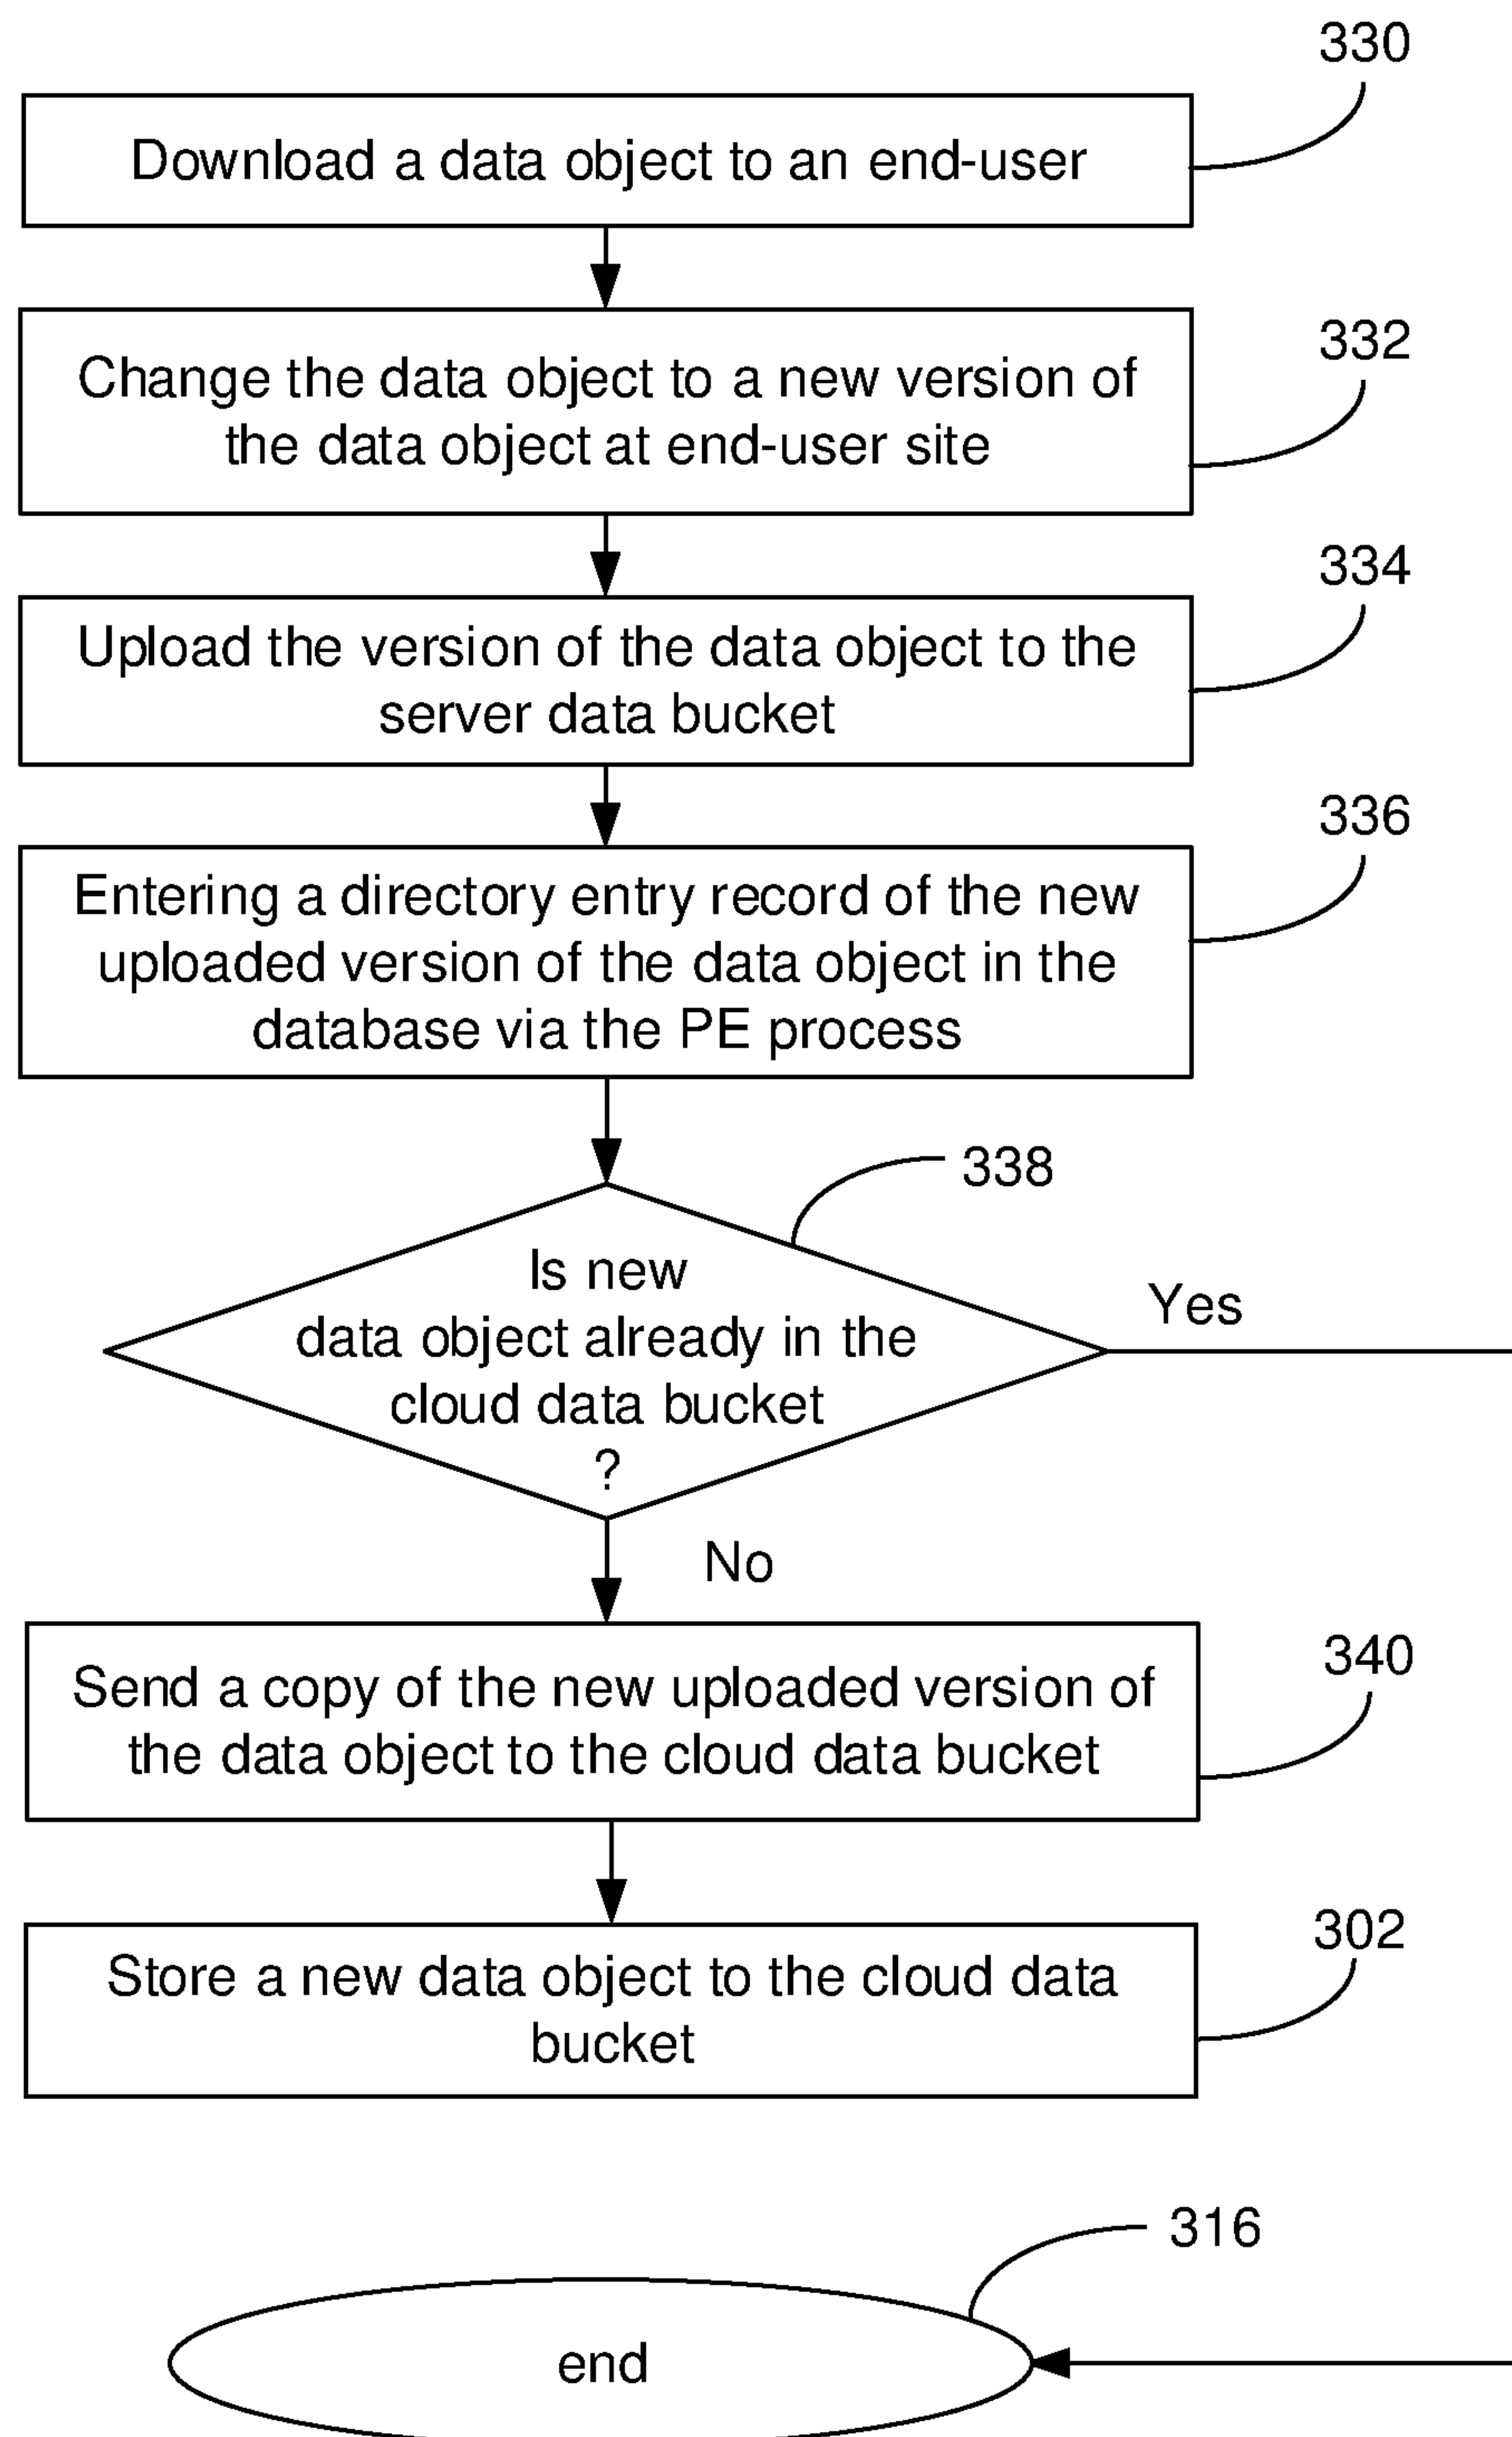 330
Download a data object to an end-user
332
Change the data object to a new version of
the data object at end-user site
334
Upload the version of the data object to the
server data bucket
336
Entering a directory entry record of the new
uploaded version of the data object in the
database via the PE process
338
Is new
data object already in the
cloud data bucket
?
Yes
No
340
Send a copy of the new uploaded version of
the data object to the cloud data bucket
302
Store a new data object to the cloud data
bucket
316
end